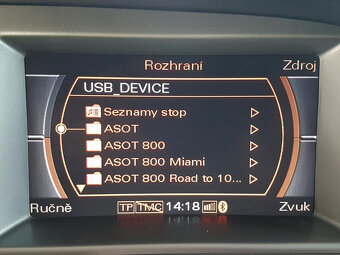 Rozhraní
Zdroj
USB_DEVICE
Seznamy stop
ASOT
ASOT 800
ASOT 800 Miami
ASOT 800 Road to 10...
Ručně
TP TMC 14:18
Zvuk